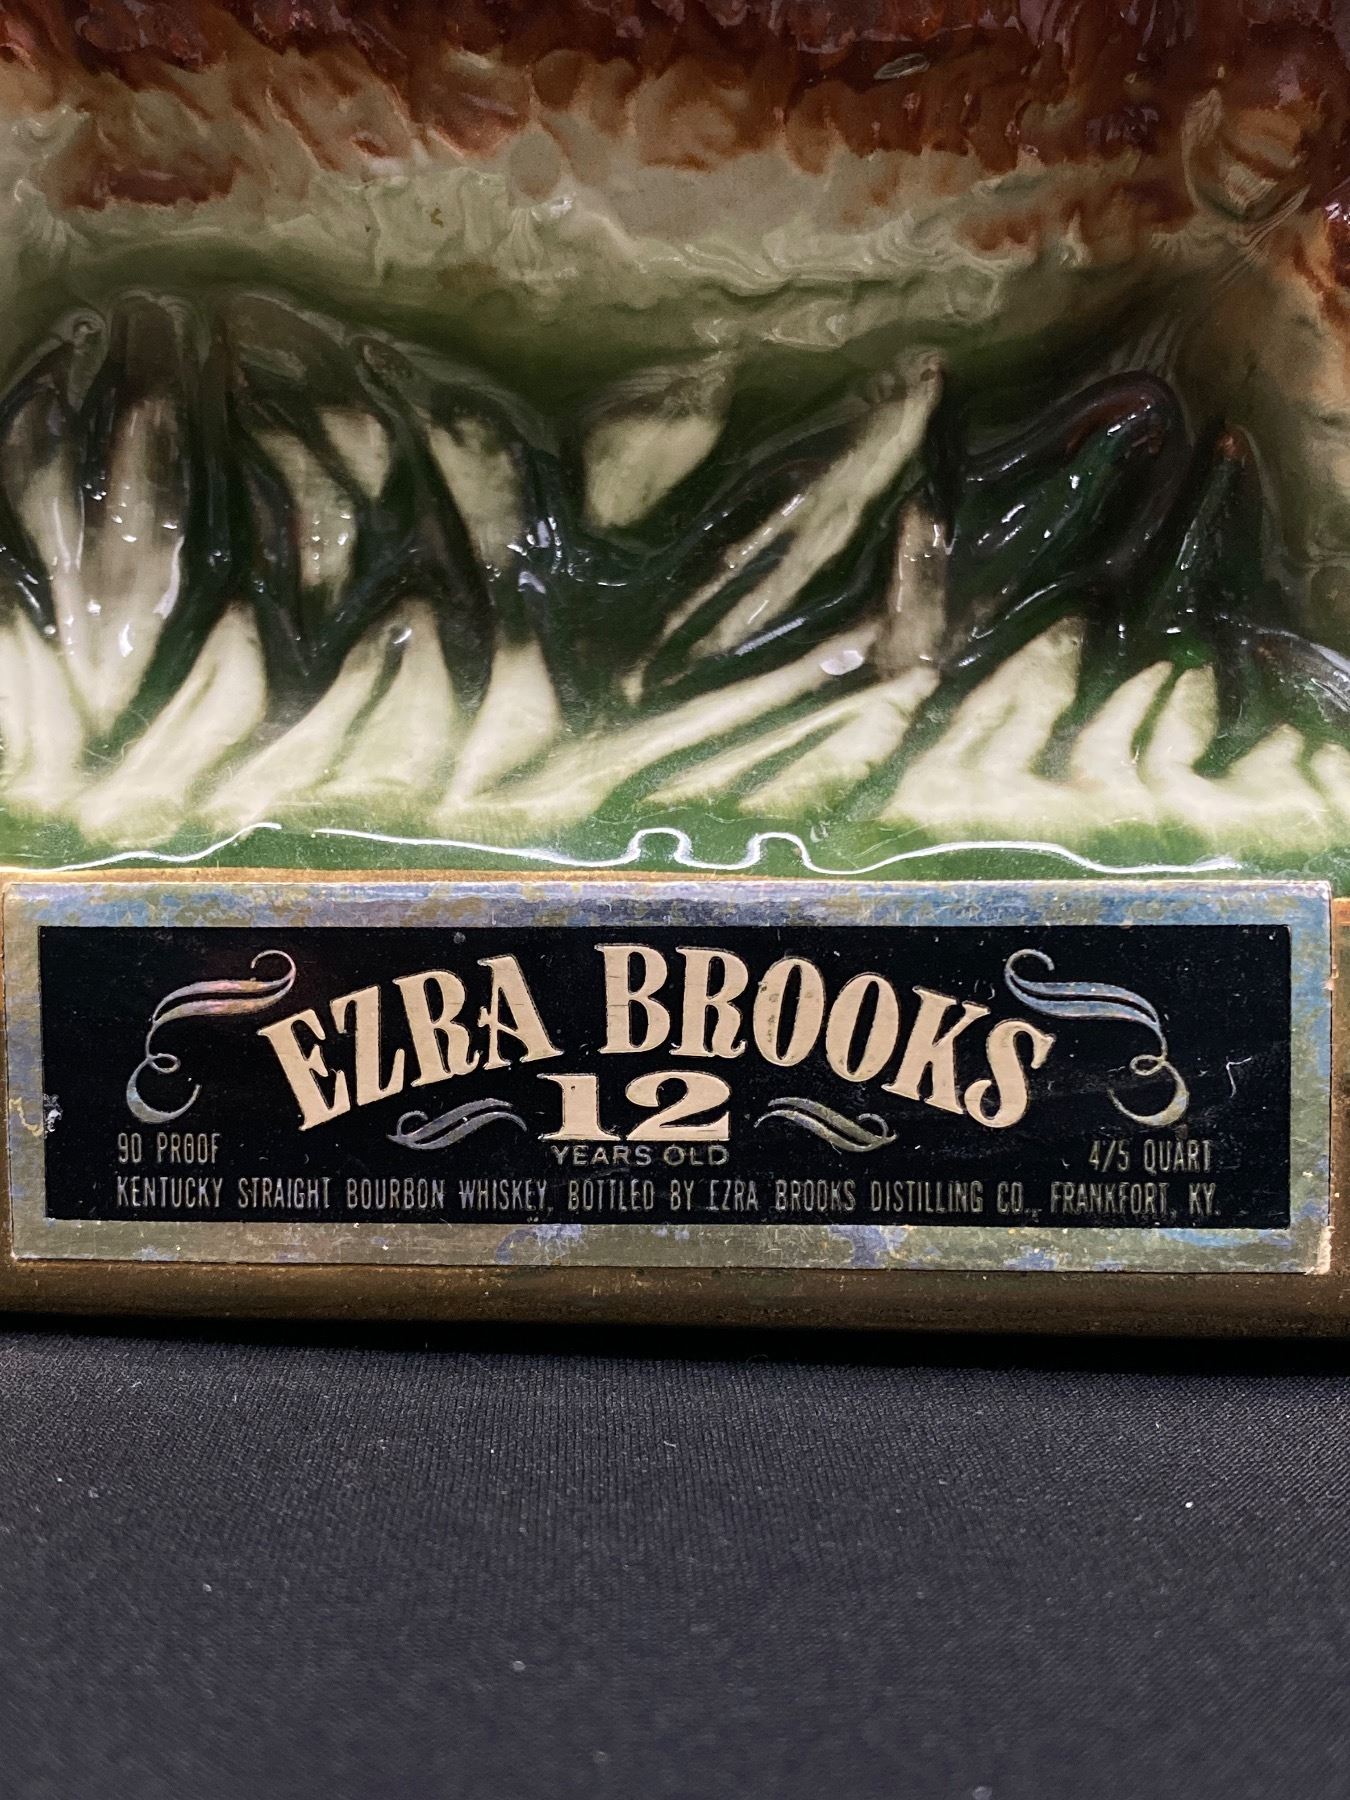 EZRA BROOKS
12
YEARS OLD
90 PROOF
4/5 QUART
KENTUCKY STRAIGHT BOURBON WHISKEY, BOTTLED BY EZRA BROOKS DISTILLING CO., FRANKFORT, KY.